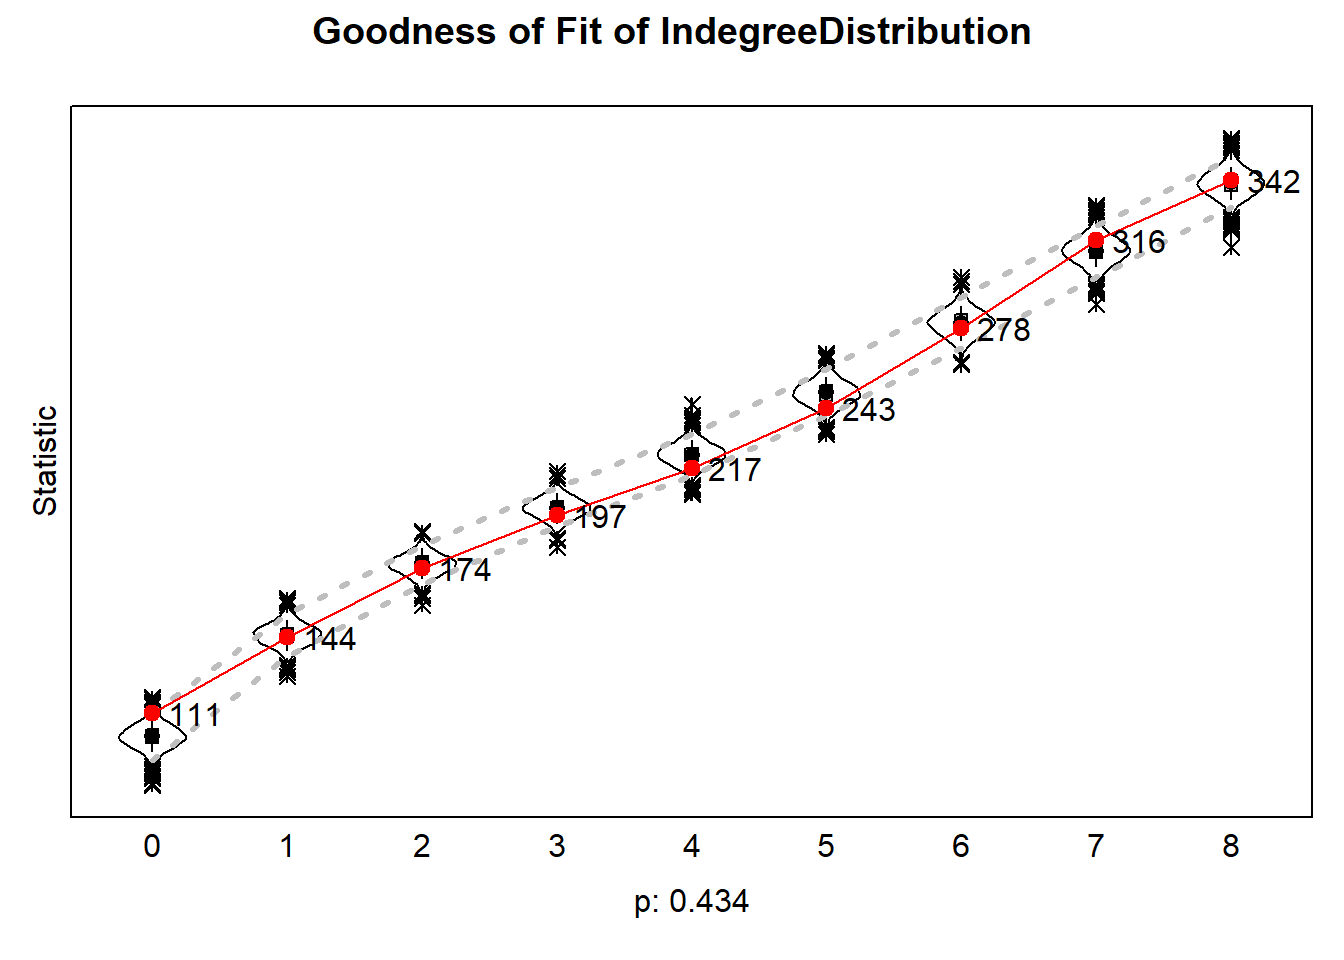 Goodness of Fit of IndegreeDistribution
Statistic
342
316
278
243
217
197
174
144
111
0 1 2 3 4 5 6 7 8
p: 0.434